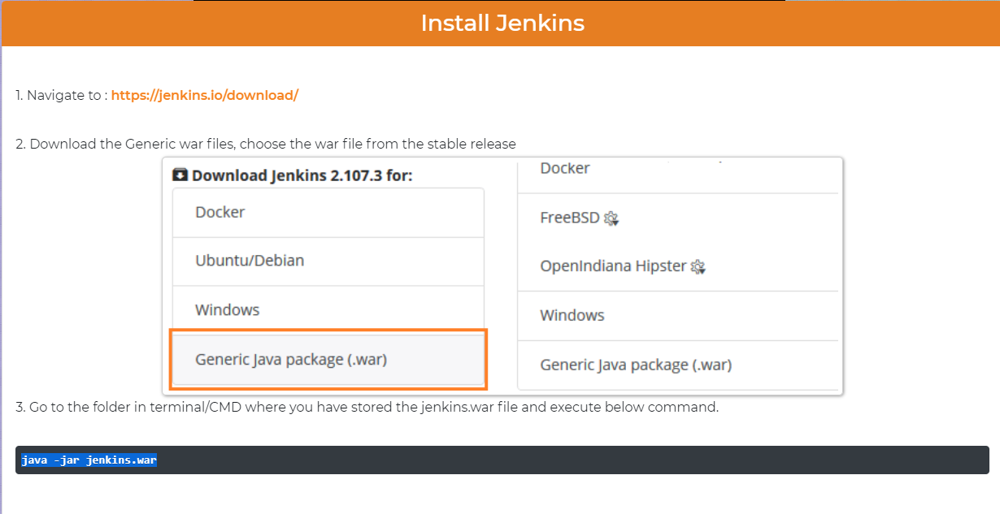 Install Jenkins
1. Navigate to : https://jenkins.io/download/
2. Download the Generic war files, choose the war file from the stable release
Download Jenkins 2.107.3 for:
Docker
Ubuntu/Debian
Windows
Generic Java package (.war)
Docker
FreeBSD
OpenIndiana Hipster
Windows
Generic Java package (.war)
3. Go to the folder in terminal/CMD where you have stored the jenkins.war file and execute below command.
java -jar jenkins.war